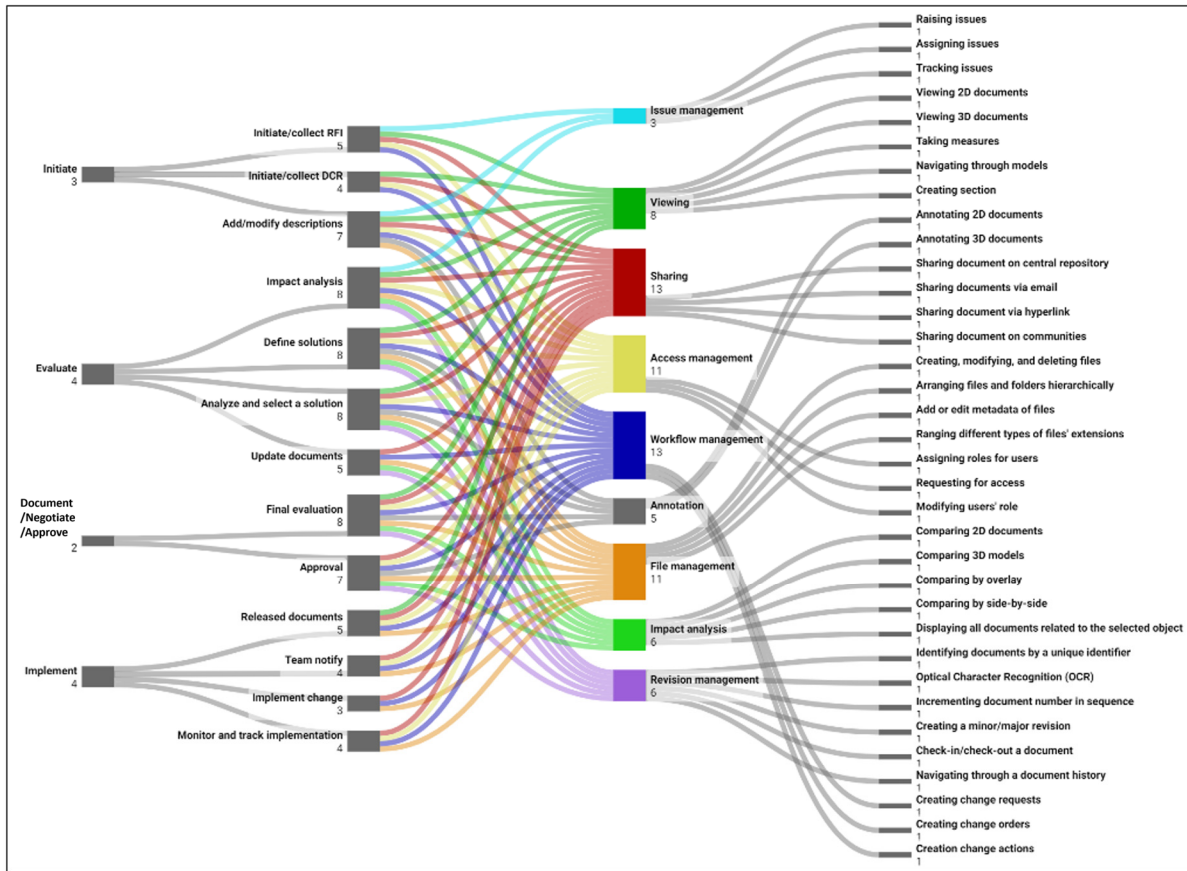 Initiate
3
Evaluate
4
Document
/Negotiate
/Approve
2
Implement
4
Initiate/collect RFI
5
Initiate/collect DCR
4
Add/modify descriptions
7
Impact analysis
8
Define solutions
8
Analyze and select a solution
8
Update documents
5
Final evaluation
8
Approval
7
Released documents
5
Team notify
4
Implement change
3
Monitor and track implementation
4
Issue management
3
Viewing
8
Sharing
13
Access management
11
Workflow management
13
Annotation
5
File management
11
Impact analysis
6
Revision management
6
Raising issues
1
Assigning issues
1
Tracking issues
1
Viewing 2D documents
1
Viewing 3D documents
1
Taking measures
1
Navigating through models
1
Creating section
1
Annotating 2D documents
1
Annotating 3D documents
1
Sharing document on central repository
1
Sharing documents via email
1
Sharing document via hyperlink
1
Sharing document on communities
1
Creating, modifying, and deleting files
1
Arranging files and folders hierarchically
1
Add or edit metadata of files
1
Ranging different types of files' extensions
1
Assigning roles for users
1
Requesting for access
1
Modifying users' role
1
Comparing 2D documents
1
Comparing 3D models
1
Comparing by overlay
1
Comparing by side-by-side
1
Displaying all documents related to the selected object
1
Identifying documents by a unique identifier
1
Optical Character Recognition (OCR)
1
Incrementing document number in sequence
1
Creating a minor/major revision
1
Check-in/check-out a document
1
Navigating through a document history
1
Creating change requests
1
Creating change orders
1
Creation change actions
1